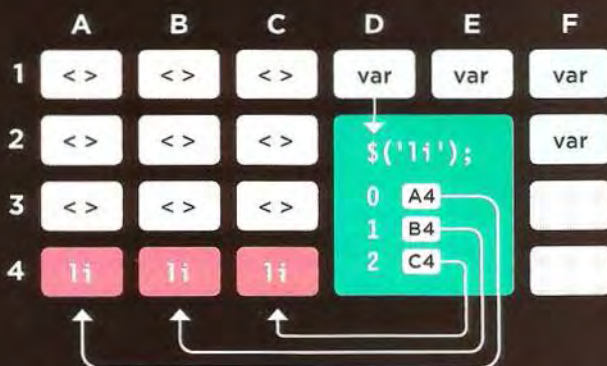 A B C D E F
1 < > < > < > var var var
2 < > < > < > $('li'); var
3 < > < > < > 0 A4
1 B4
4 li li li 2 C4